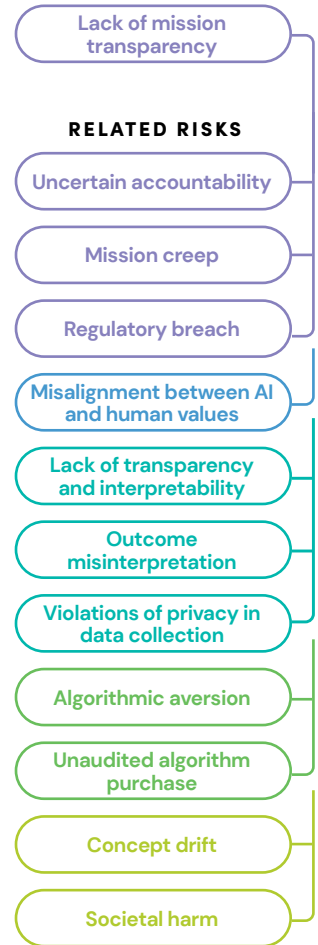 Lack of mission
transparency
RELATED RISKS
Uncertain accountability
Mission creep
Regulatory breach
Misalignment between AI
and human values
Lack of transparency
and interpretability
Outcome
misinterpretation
Violations of privacy in
data collection
Algorithmic aversion
Unaudited algorithm
purchase
Concept drift
Societal harm